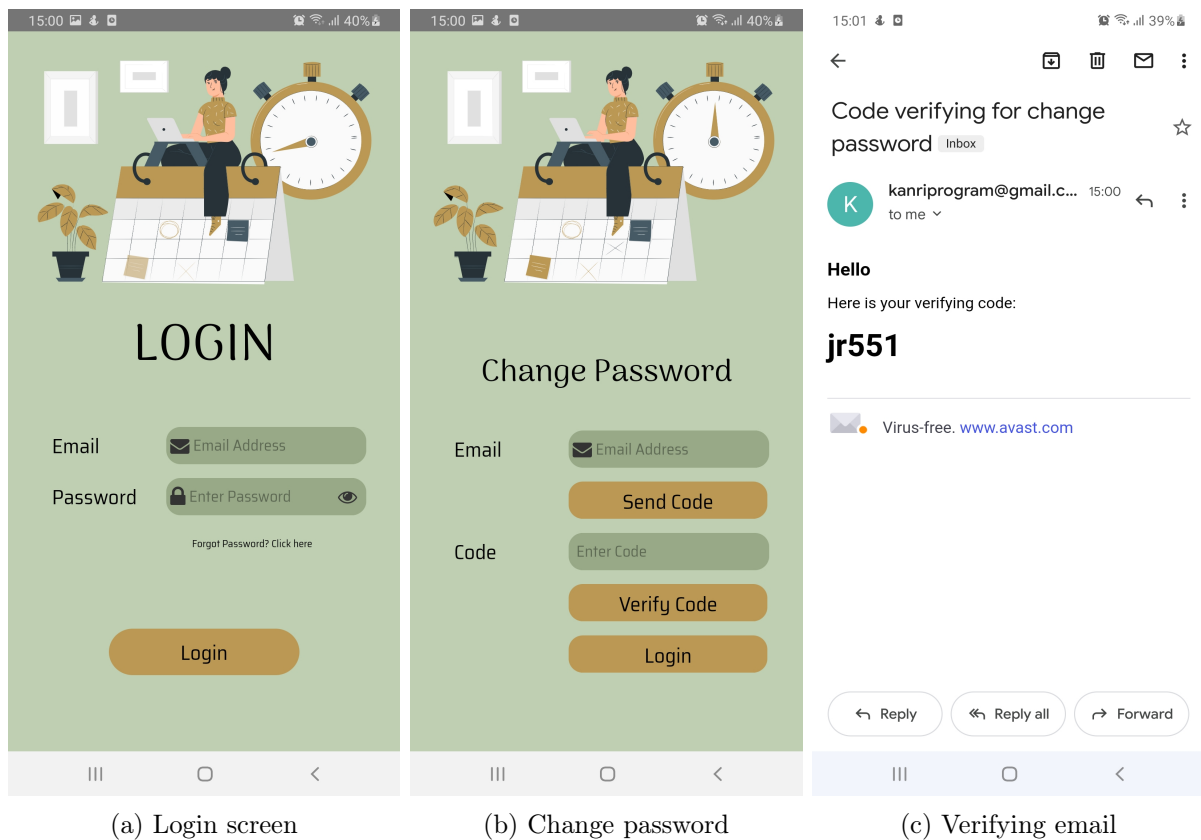 15:00 40%
LOGIN
Email Email Address
Password Enter Password
Forgot Password? Click here
Login
(a) Login screen
15:00 40%
Change Password
Email Email Address
Send Code
Code Enter Code
Verify Code
Login
(b) Change password
15:01 39%
Code verifying for change
password Inbox
K kanriprogram@gmail.c... 15:00
to me
Hello
Here is your verifying code:
jr551
Virus-free. www.avast.com
Reply Reply all Forward
(c) Verifying email